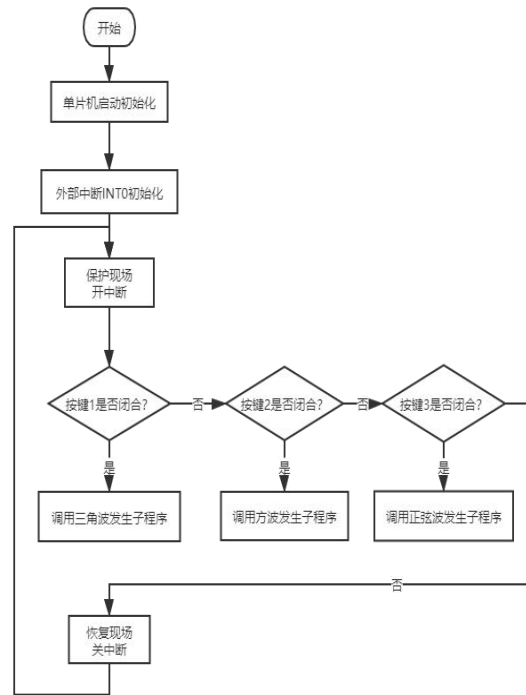 开始
单片机启动初始化
外部中断INT0初始化
保护现场
开中断
按键1是否闭合?
否
按键2是否闭合?
否
按键3是否闭合?
是
是
是
调用三角波发生子程序
调用方波发生子程序
调用正弦波发生子程序
否
恢复现场
关中断